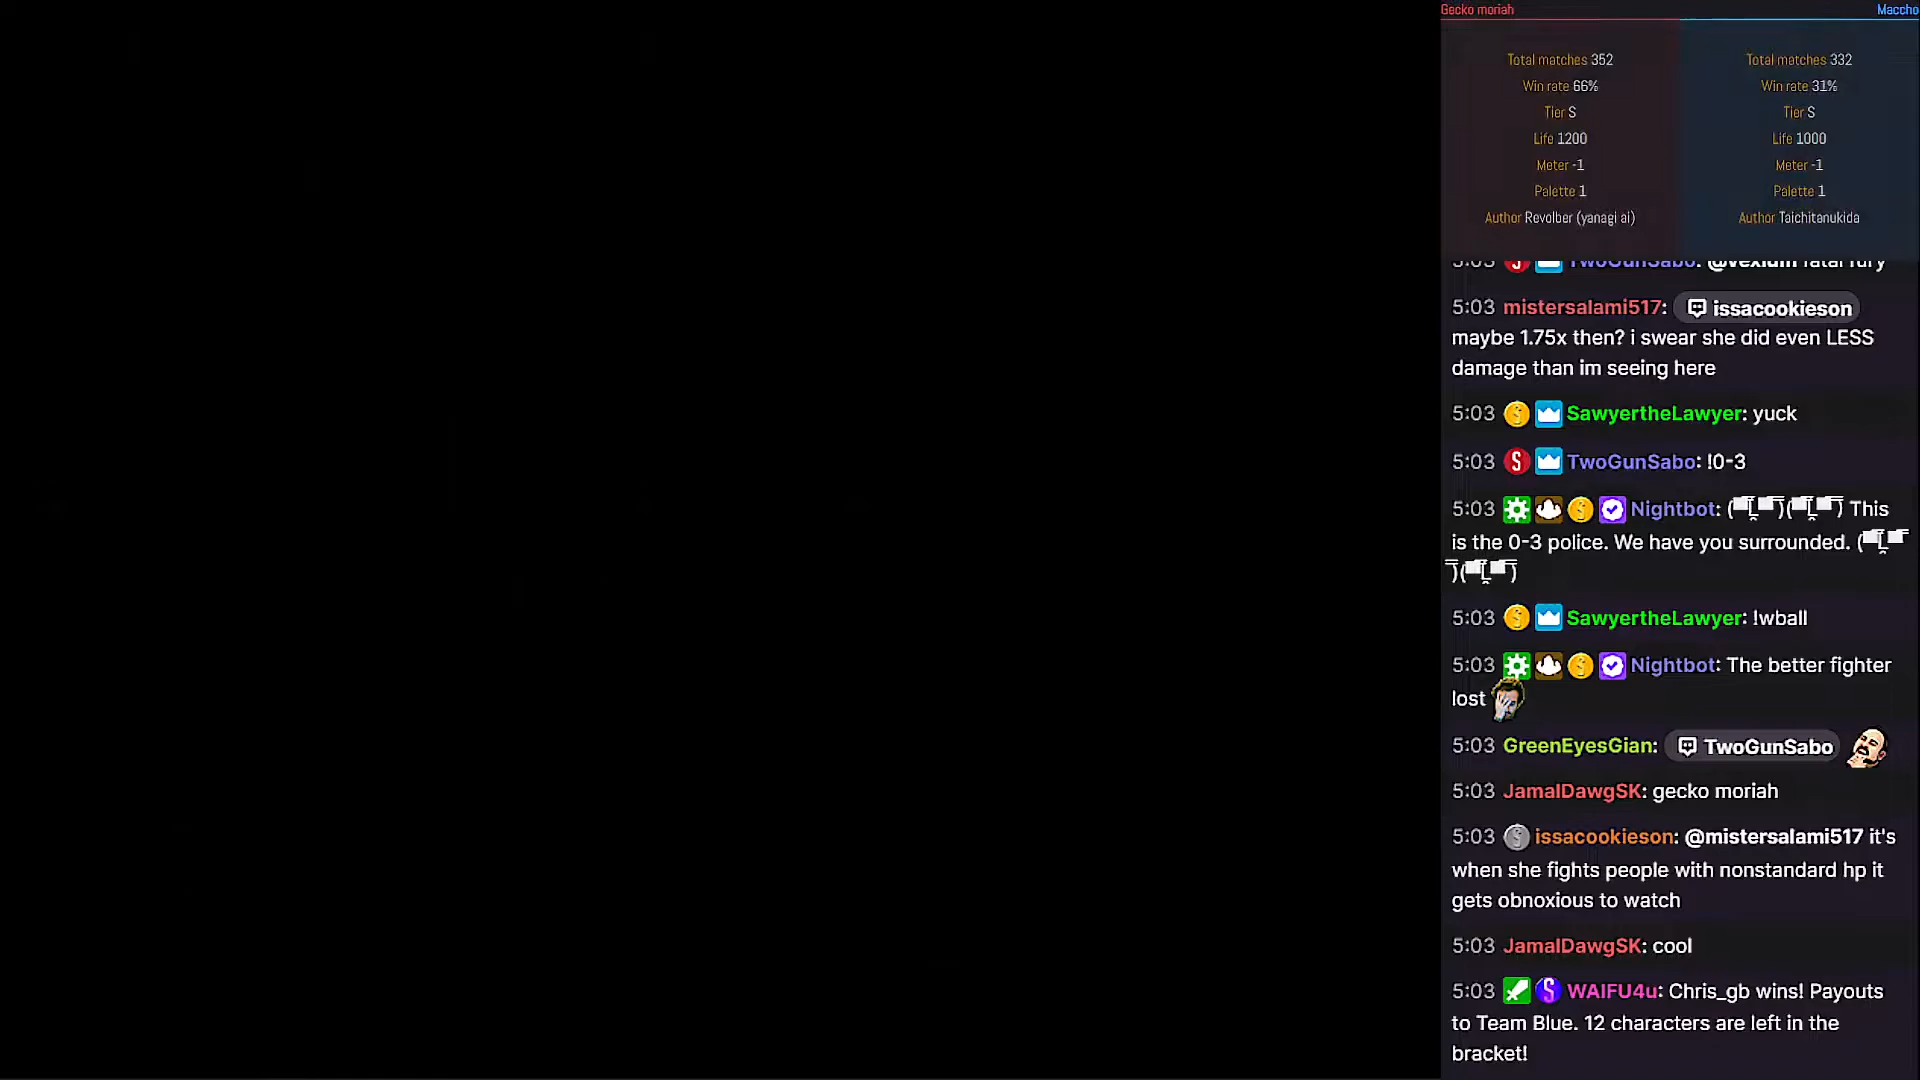 Gecko moriah Maccho
Total matches 352 Total matches 332
Win rate 66% Win rate 31%
Tier S Tier S
Life 1200 Life 1000
Meter -1 Meter -1
Palette 1 Palette 1
Author Revolber (yanagi ai) Author Taichitanukida
5:03 TwoGunSabo: @vexium fatal fury
5:03 mistersalami517: issacookieson
maybe 1.75x then? i swear she did even LESS
damage than im seeing here
5:03 SawyertheLawyer: yuck
5:03 TwoGunSabo: !0-3
5:03 Nightbot: This
is the 0-3 police. We have you surrounded.
5:03 SawyertheLawyer: !wball
5:03 Nightbot: The better fighter
lost
5:03 GreenEyesGian: TwoGunSabo
5:03 JamalDawgSK: gecko moriah
5:03 issacookieson: @mistersalami517 it's
when she fights people with nonstandard hp it
gets obnoxious to watch
5:03 JamalDawgSK: cool
5:03 WAIFU4u: Chris_gb wins! Payouts
to Team Blue. 12 characters are left in the
bracket!